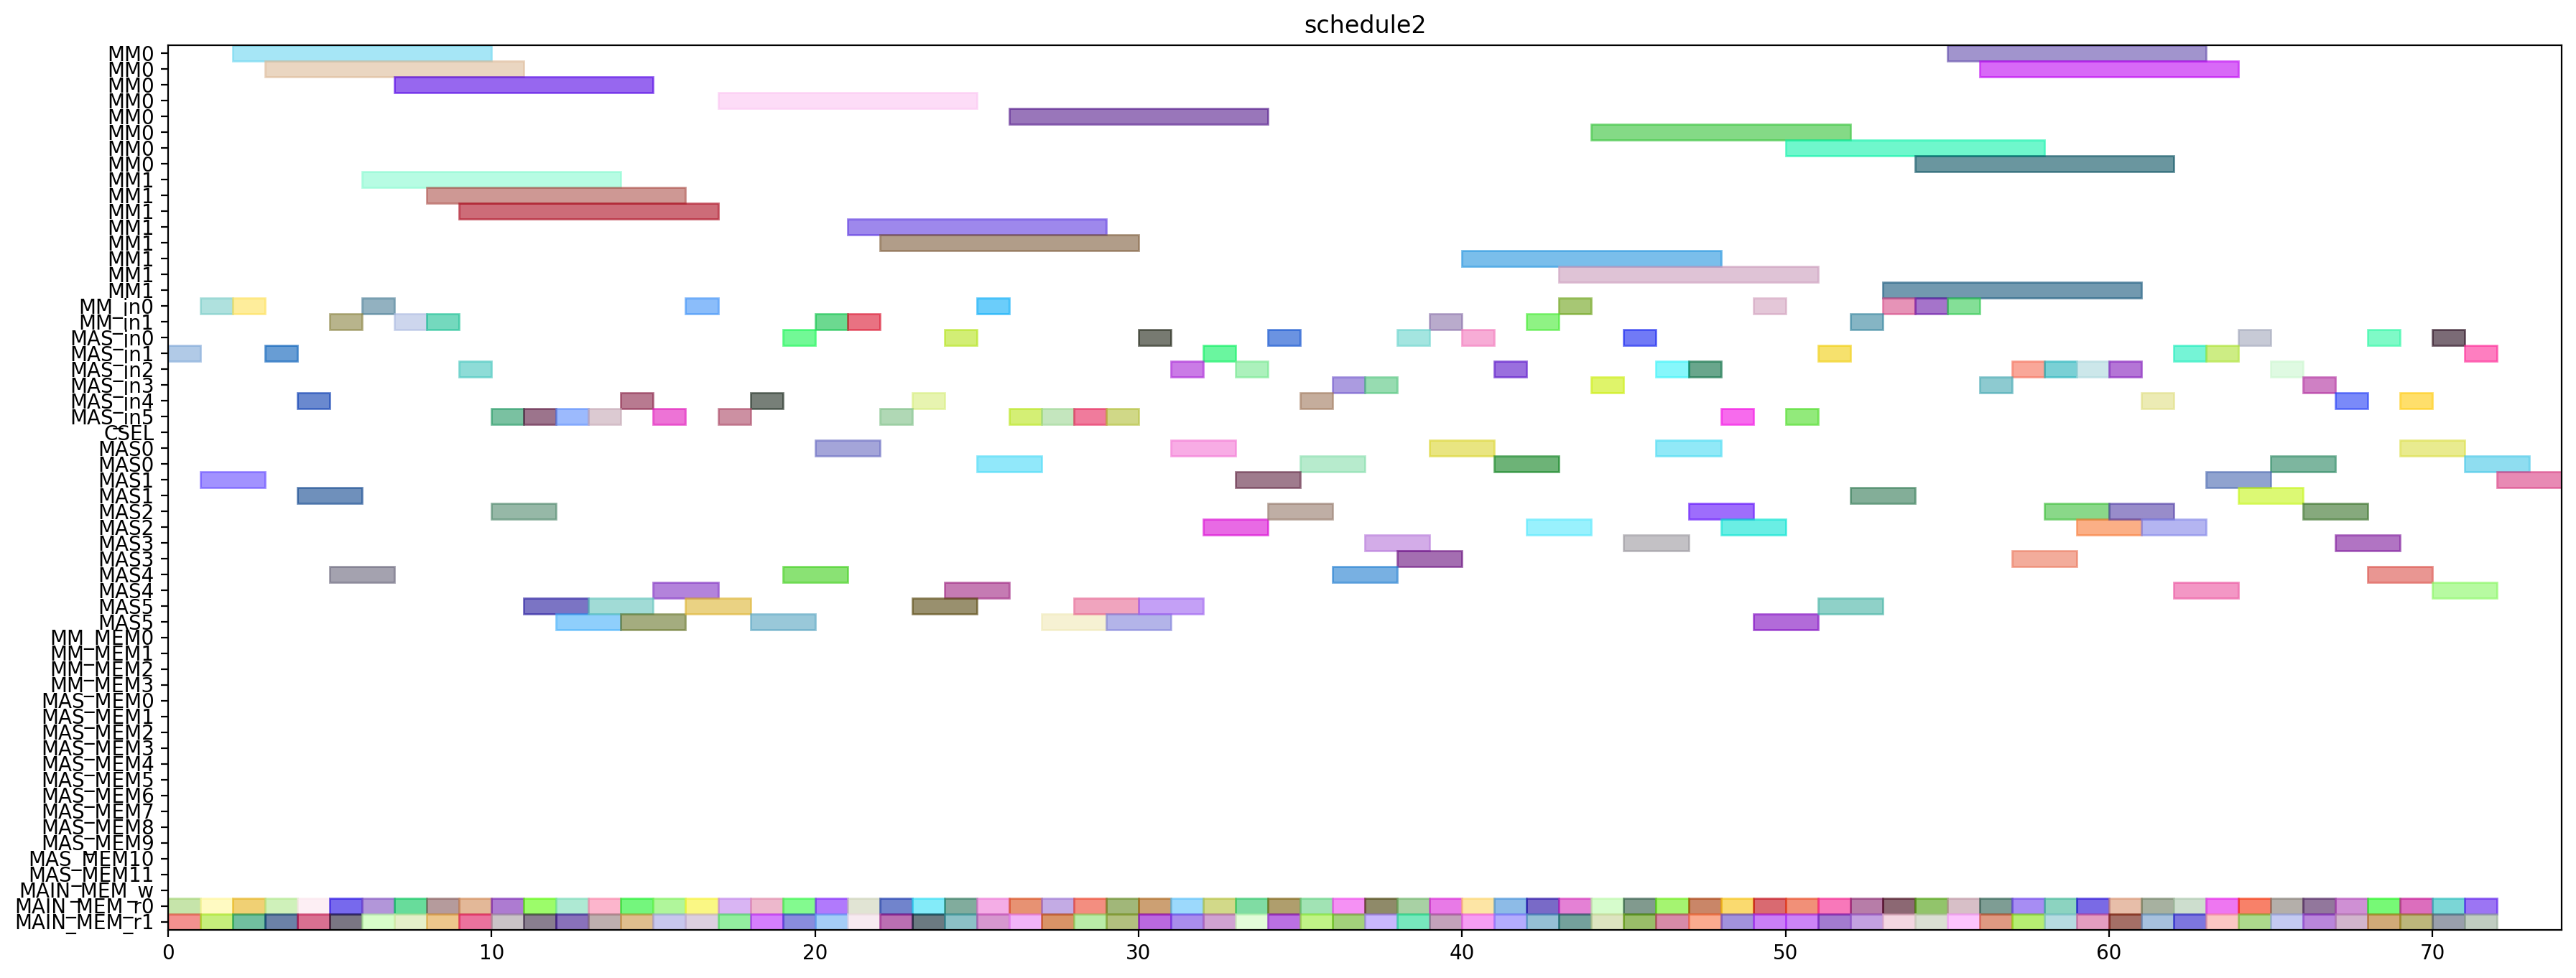 schedule2
MM0
MM0
MM0
MM0
MM0
MM0
MM0
MM0
MM1
MM1
MM1
MM1
MM1
MM1
MM1
MM1
MM_in0
MM_in1
MAS_in0
MAS_in1
MAS_in2
MAS_in3
MAS_in4
MAS_in5
CSEL
MAS0
MAS0
MAS1
MAS1
MAS2
MAS2
MAS3
MAS3
MAS4
MAS4
MAS5
MAS5
MM_MEM0
MM_MEM1
MM_MEM2
MM_MEM3
MAS_MEM0
MAS_MEM1
MAS_MEM2
MAS_MEM3
MAS_MEM4
MAS_MEM5
MAS_MEM6
MAS_MEM7
MAS_MEM8
MAS_MEM9
MAS_MEM10
MAS_MEM11
MAIN_MEM_w
MAIN_MEM_r0
MAIN_MEM_r1
0 10 20 30 40 50 60 70